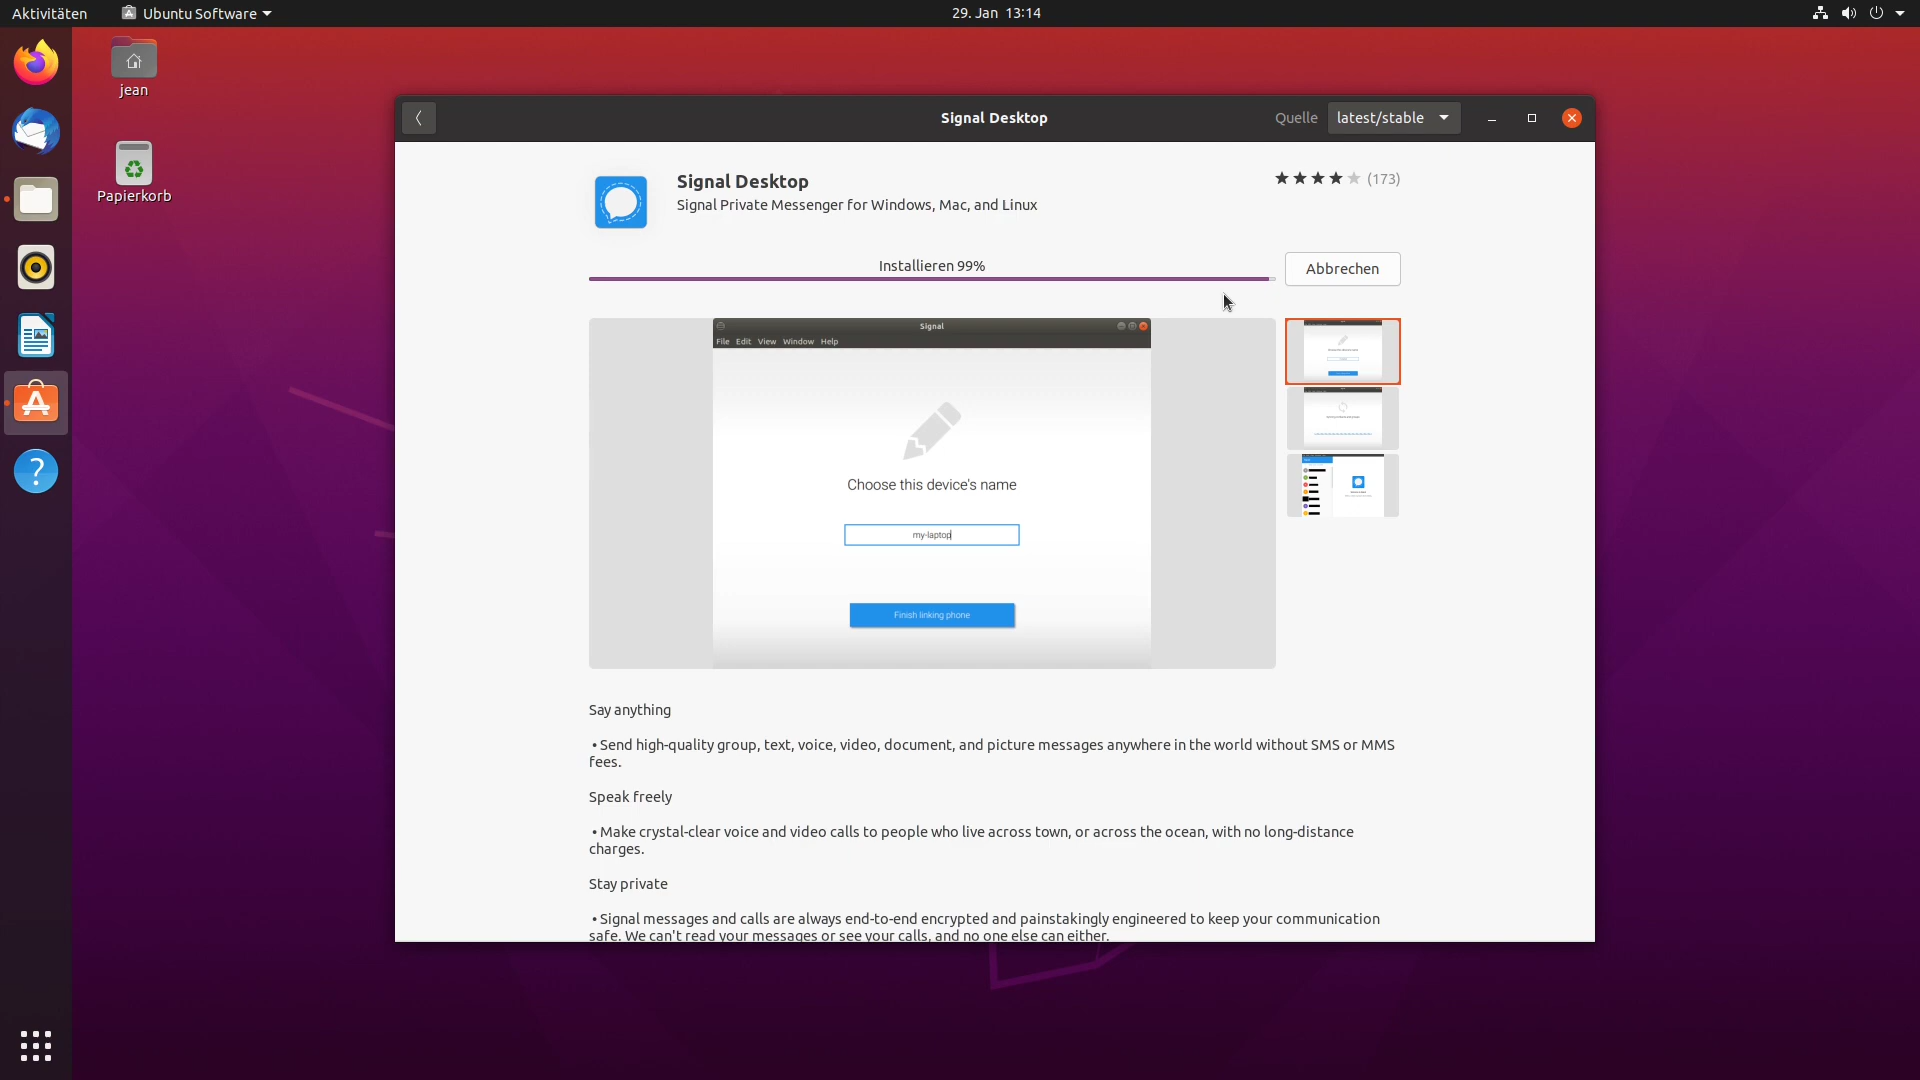 Aktivitäten
Ubuntu Software
29. Jan 13:14
jean
Papierkorb
Signal Desktop
Quelle
latest/stable
Signal Desktop
Signal Private Messenger for Windows, Mac, and Linux
(173)
Installieren 99%
Abbrechen
Signal
File Edit View Window Help
Choose this device's name
my-laptop
Finish linking phone
Say anything
• Send high-quality group, text, voice, video, document, and picture messages anywhere in the world without SMS or MMS
fees.
Speak freely
• Make crystal-clear voice and video calls to people who live across town, or across the ocean, with no long-distance
charges.
Stay private
• Signal messages and calls are always end-to-end encrypted and painstakingly engineered to keep your communication
safe. We can't read your messages or see your calls, and no one else can either.